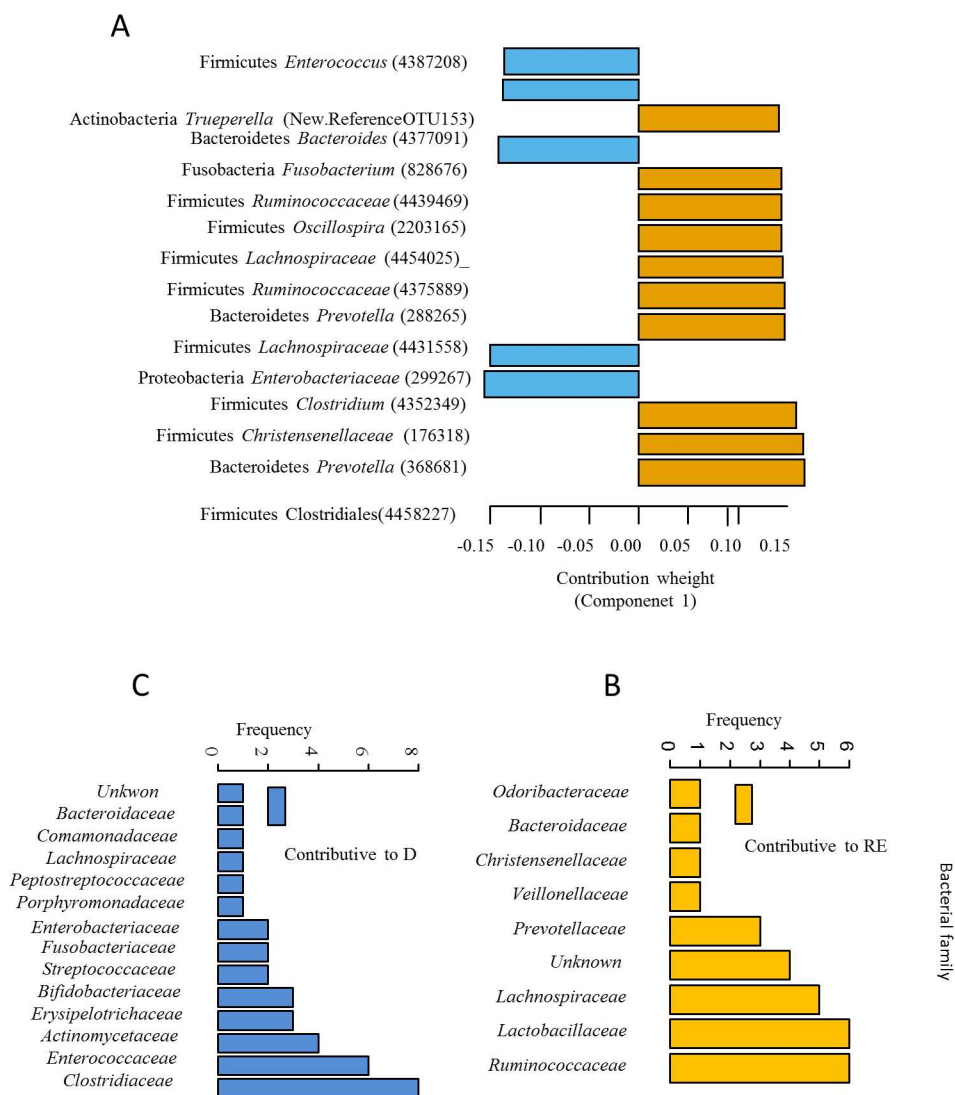 A
Firmicutes Enterococcus (4387208)
Actinobacteria Trueperella (New.ReferenceOTU153)
Bacteroidetes Bacteroides (4377091)
Fusobacteria Fusobacterium (828676)
Firmicutes Ruminococcaceae (4439469)
Firmicutes Oscillospira (2203165)
Firmicutes Lachnospiraceae (4454025)_
Firmicutes Ruminococcaceae (4375889)
Bacteroidetes Prevotella (288265)
Firmicutes Lachnospiraceae (4431558)
Proteobacteria Enterobacteriaceae (299267)
Firmicutes Clostridium (4352349)
Firmicutes Christensenellaceae (176318)
Bacteroidetes Prevotella (368681)
Firmicutes Clostridiales(4458227)
-0.15 -0.10 -0.05 0.00 0.05 0.10 0.15
Contribution wheight
(Componenet 1)
C
Frequency
0 2 4 6 8
Unkwon
Bacteroidaceae
Comamonadaceae
Lachnospiraceae
Contributive to D
Peptostreptococcaceae
Porphyromonadaceae
Enterobacteriaceae
Fusobacteriaceae
Streptococcaceae
Bifidobacteriaceae
Erysipelotrichaceae
Actinomycetaceae
Enterococcaceae
Clostridiaceae
B
Frequency
0 1 2 3 4 5 6
Odoribacteraceae
Bacteroidaceae
Contributive to RE
Christensenellaceae
Veillonellaceae
Prevotellaceae
Unknown
Lachnospiraceae
Lactobacillaceae
Ruminococcaceae
Bacterial family